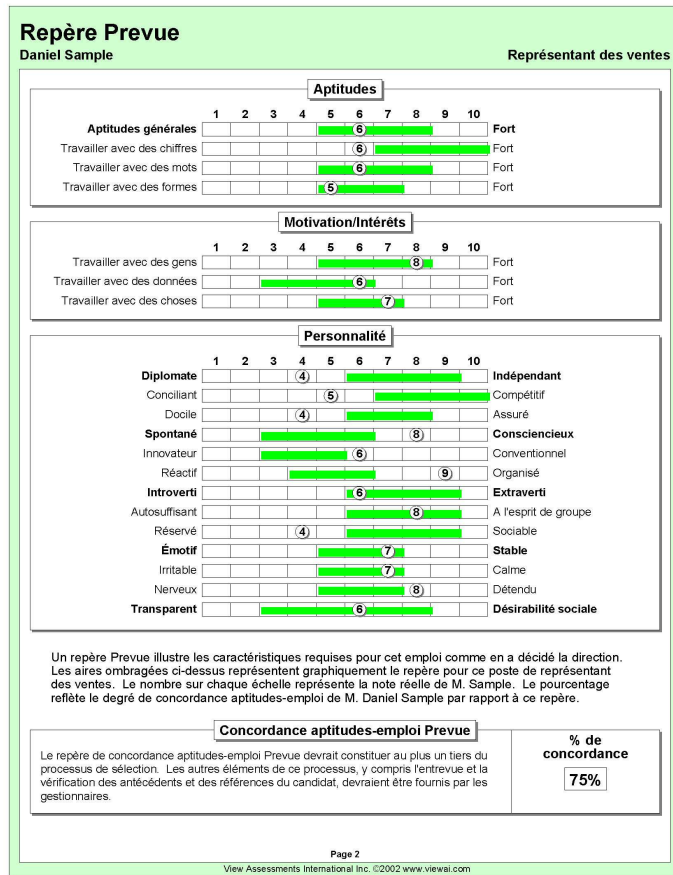 Repère Prevue
Daniel Sample Représentant des ventes
Aptitudes
1 2 3 4 5 6 7 8 9 10
Aptitudes générales 6 Fort
Travailler avec des chiffres 6 Fort
Travailler avec des mots 6 Fort
Travailler avec des formes 5 Fort
Motivation/Intérêts
1 2 3 4 5 6 7 8 9 10
Travailler avec des gens 8 Fort
Travailler avec des données 6 Fort
Travailler avec des choses 7 Fort
Personnalité
1 2 3 4 5 6 7 8 9 10
Diplomate 4 Indépendant
Conciliant 5 Compétitif
Docile 4 Assuré
Spontané 8 Consciencieux
Innovateur 6 Conventionnel
Réactif 9 Organisé
Introverti 6 Extraverti
Autosuffisant 8 A l'esprit de groupe
Réservé 4 Sociable
Émotif 7 Stable
Irritable 7 Calme
Nerveux 8 Détendu
Transparent 6 Désirabilité sociale
Un repère Prevue illustre les caractéristiques requises pour cet emploi comme en a décidé la direction.
Les aires ombragées ci-dessus représentent graphiquement le repère pour ce poste de représentant
des ventes. Le nombre sur chaque échelle représente la note réelle de M. Sample. Le pourcentage
reflète le degré de concordance aptitudes-emploi de M. Daniel Sample par rapport à ce repère.
Concordance aptitudes-emploi Prevue
Le repère de concordance aptitudes-emploi Prevue devrait constituer au plus un tiers du
processus de sélection. Les autres éléments de ce processus, y compris l'entrevue et la
vérification des antécédents et des références du candidat, devraient être fournis par les
gestionnaires.
% de
concordance
75%
Page 2
View Assessments International Inc. ©2002 www.viewai.com